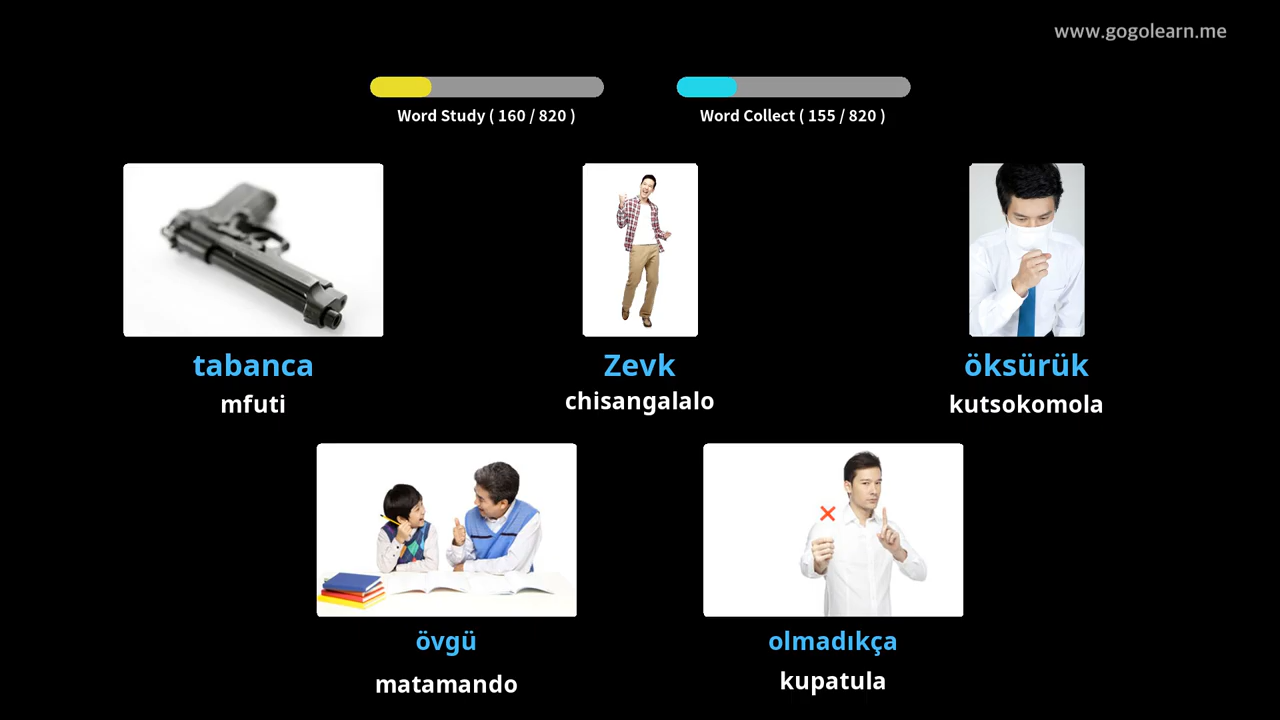 www.gogolearn.me
Word Study ( 160 / 820 )
Word Collect ( 155 / 820 )
tabanca
mfuti
Zevk
chisangalalo
öksürük
kutsokomola
övgü
matamando
olmadıkça
kupatula